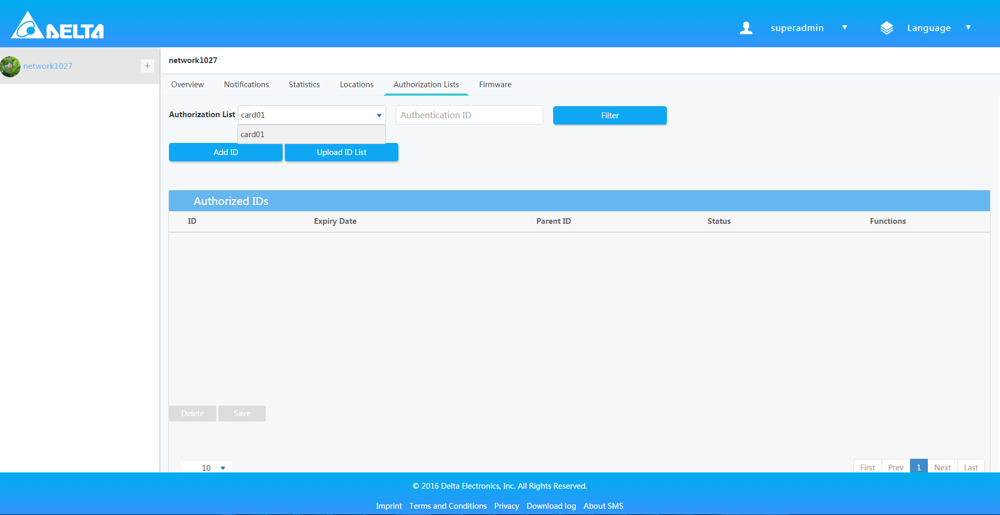 DELTA
superadmin
Language
network1027
+
network1027
Overview Notifications Statistics Locations Authorization Lists Firmware
Authorization List card01 Authentication ID Filter
card01
Add ID Upload ID List
Authorized IDs
ID Expiry Date Parent ID Status Functions
Delete Save
10 First Prev 1 Next Last
© 2016 Delta Electronics, Inc. All Rights Reserved.
Imprint Terms and Conditions Privacy Download log About SMS